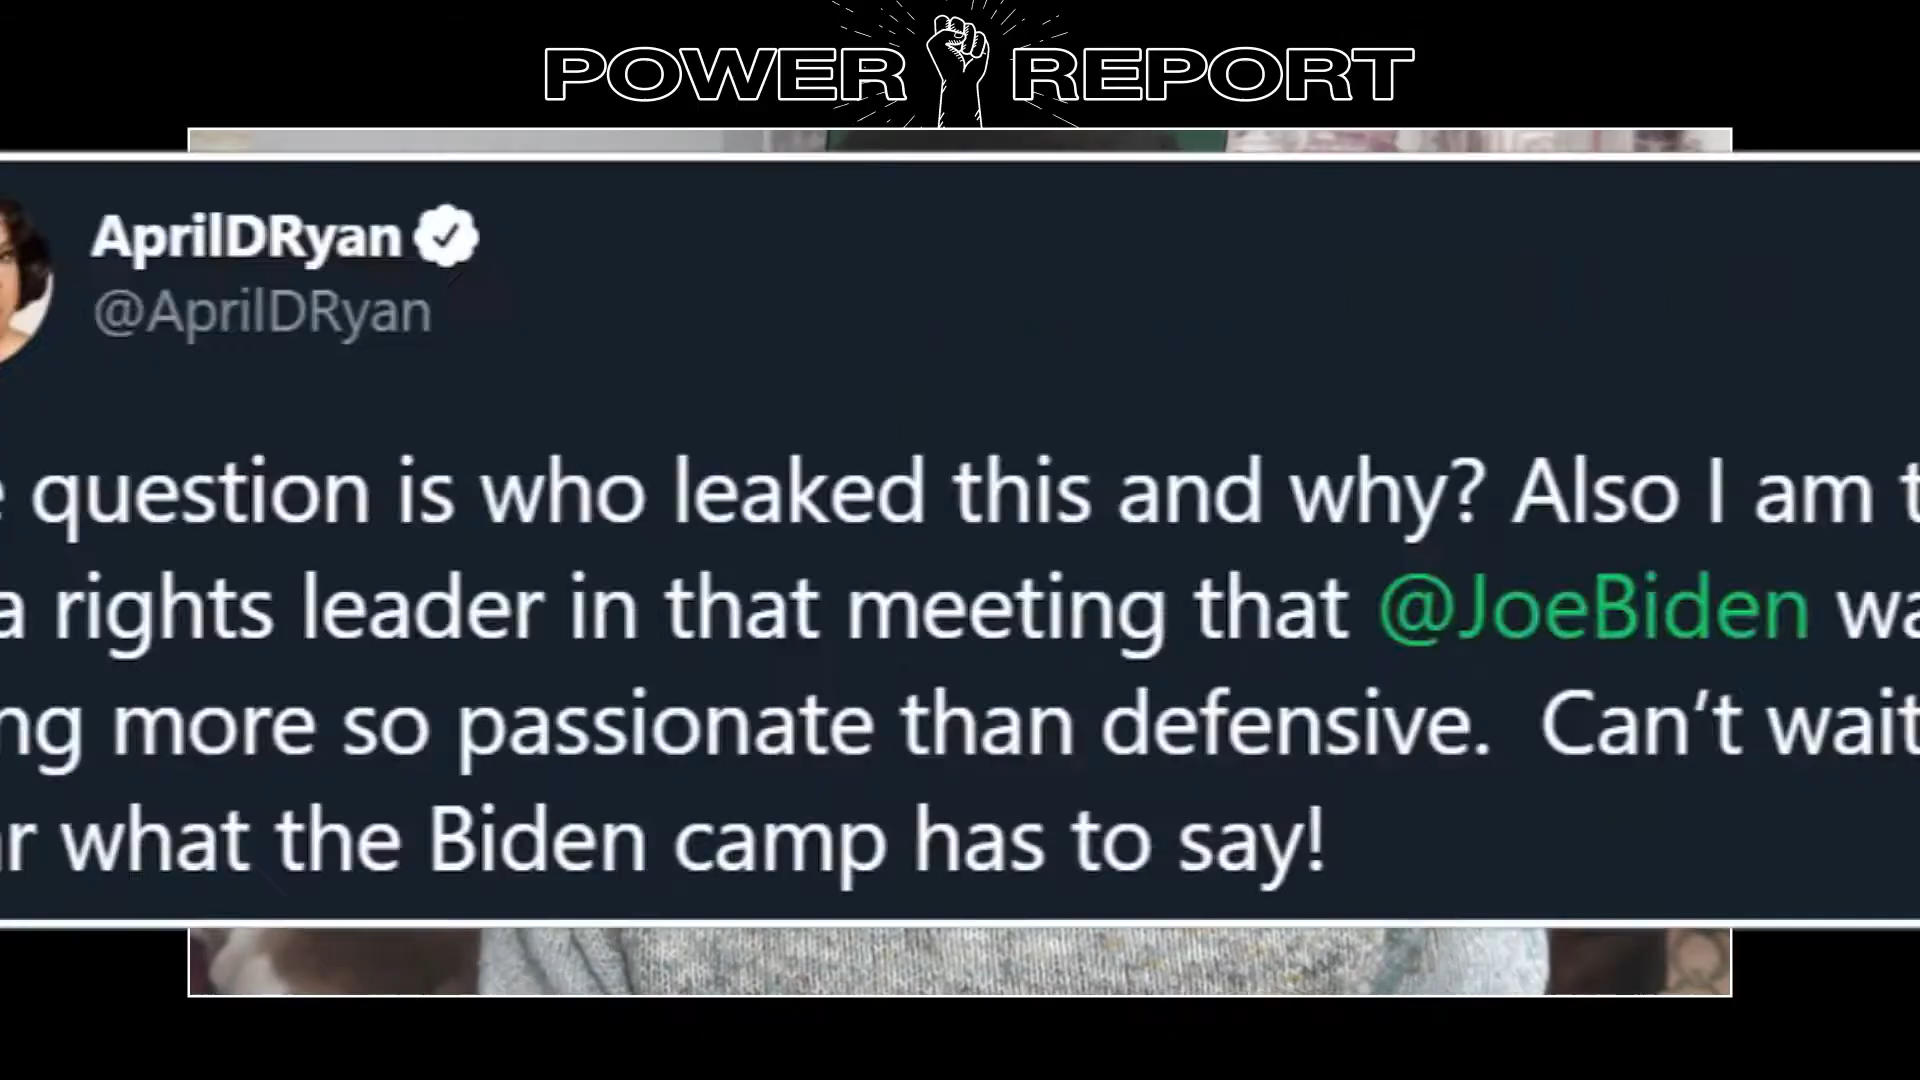 POWER REPORT
AprilDRyan
@AprilDRyan
question is who leaked this and why? Also I am
a rights leader in that meeting that @JoeBiden
more so passionate than defensive. Can’t wait
what the Biden camp has to say!